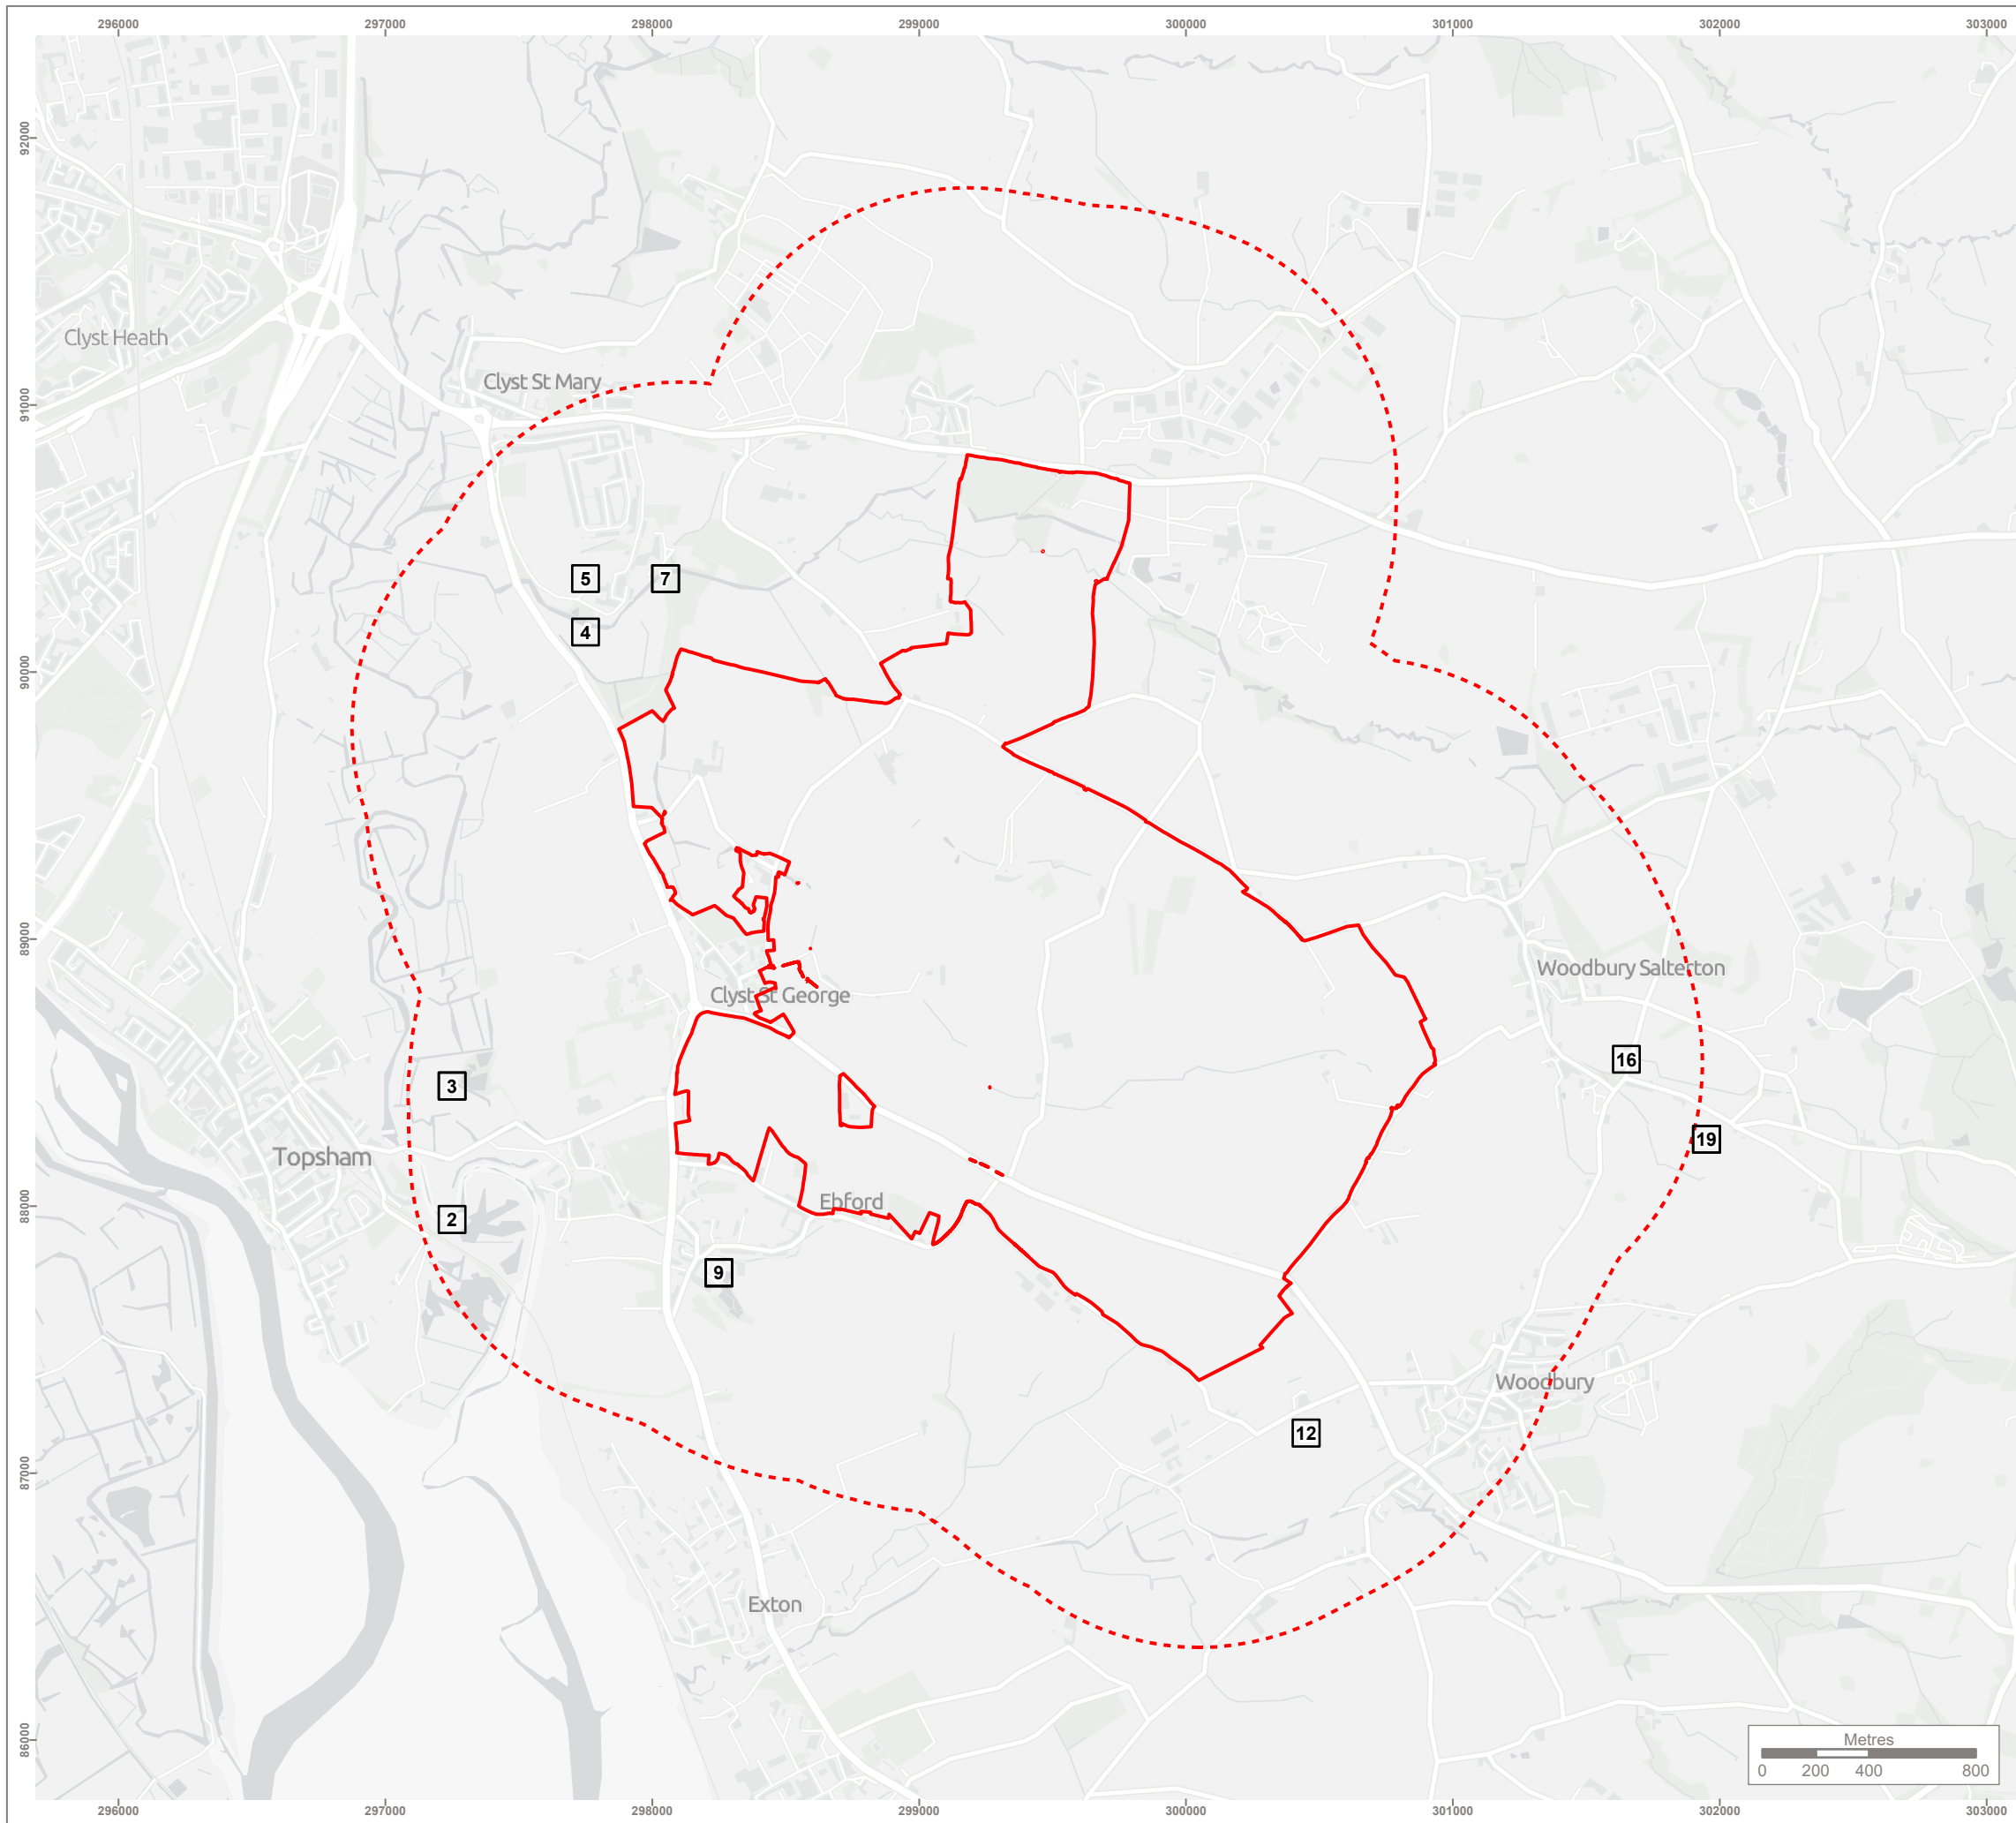 296000 297000 298000 299000 300000 301000 302000 303000
92000
Clyst Heath
Clyst St Mary
91000
5
7
4
90000
89000
Woodbury Salterton
Clyst St George
16
3
19
Topsham
88000
Ebford
2
9
Woodbury
12
87000
Exton
86000
Metres
0 200 400 800
296000 297000 298000 299000 300000 301000 302000 303000